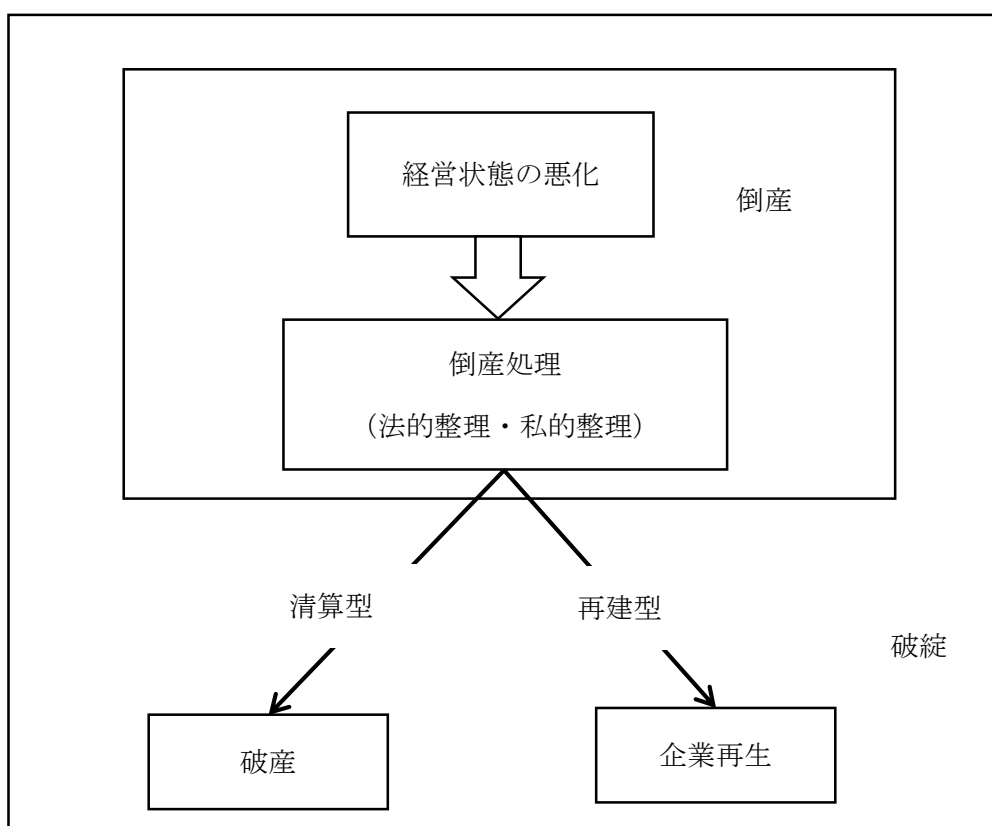 経営状態の悪化
倒産
倒産処理
（法的整理・私的整理）
清算型
再建型
破綻
破産
企業再生